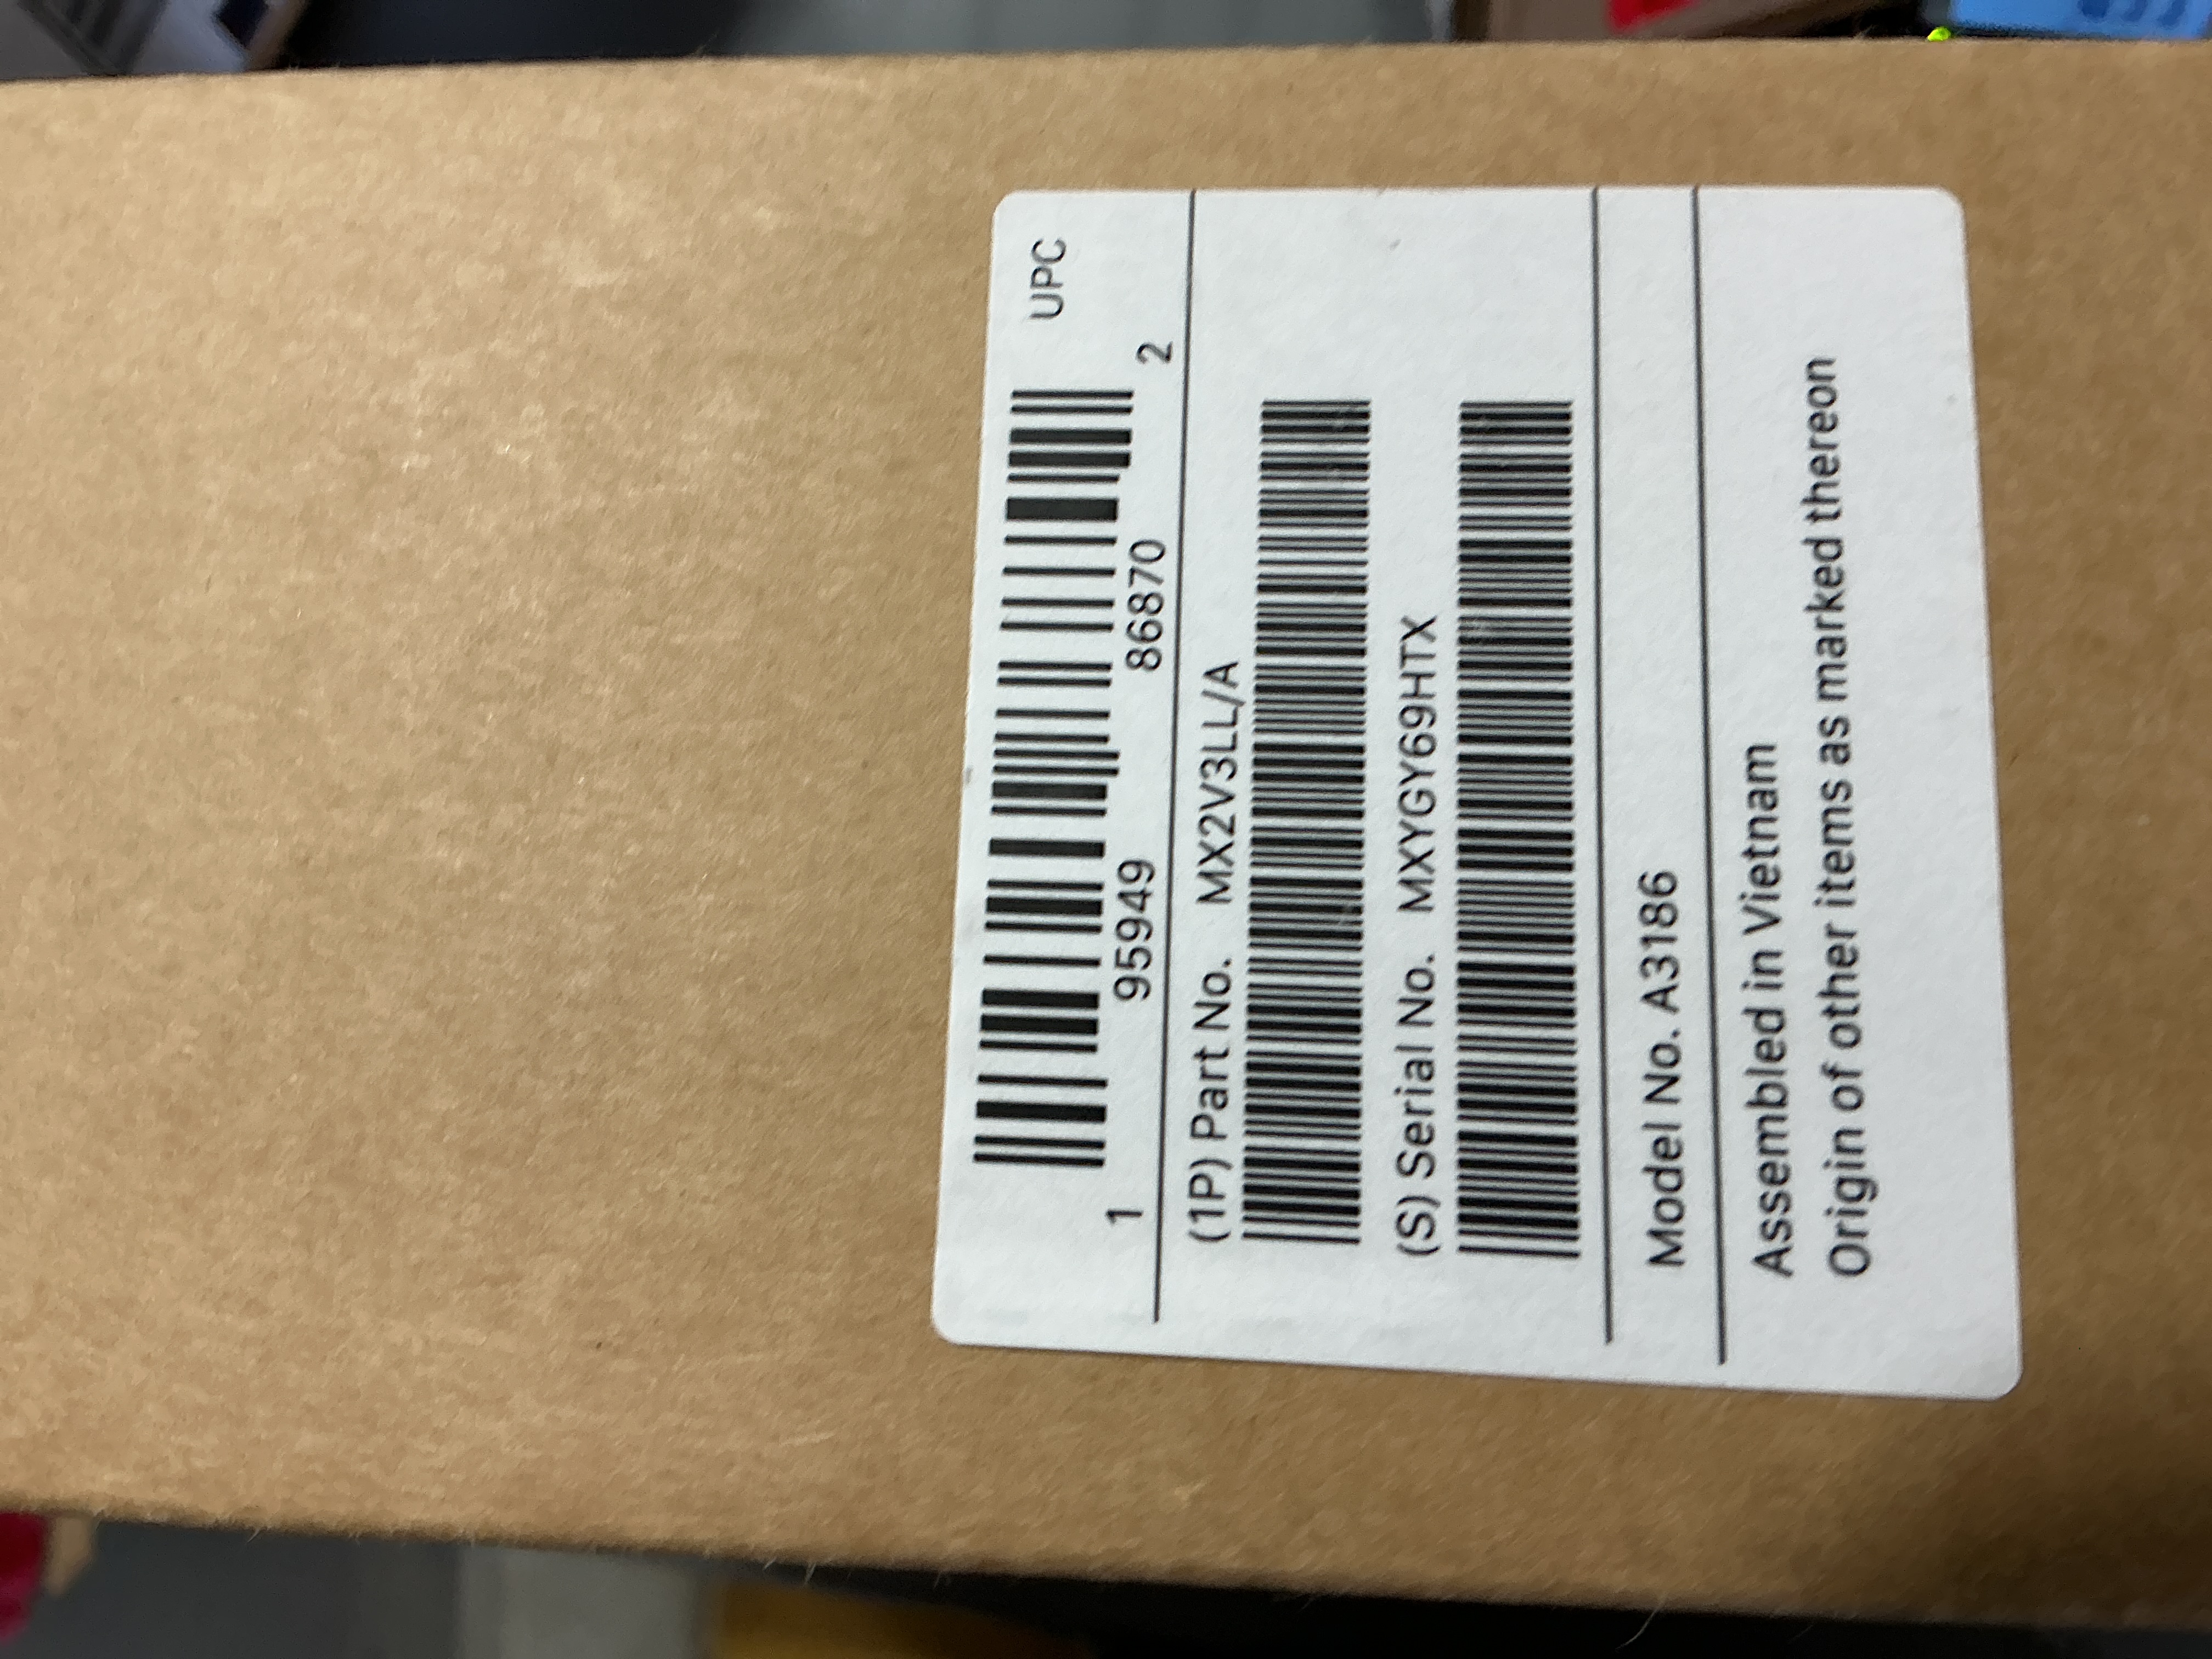 UPC
1 95949 86870 2
(1P) Part No. MX2V3LL/A
(S) Serial No. MXYGY69HTX
Model No. A3186
Assembled in Vietnam
Origin of other items as marked thereon